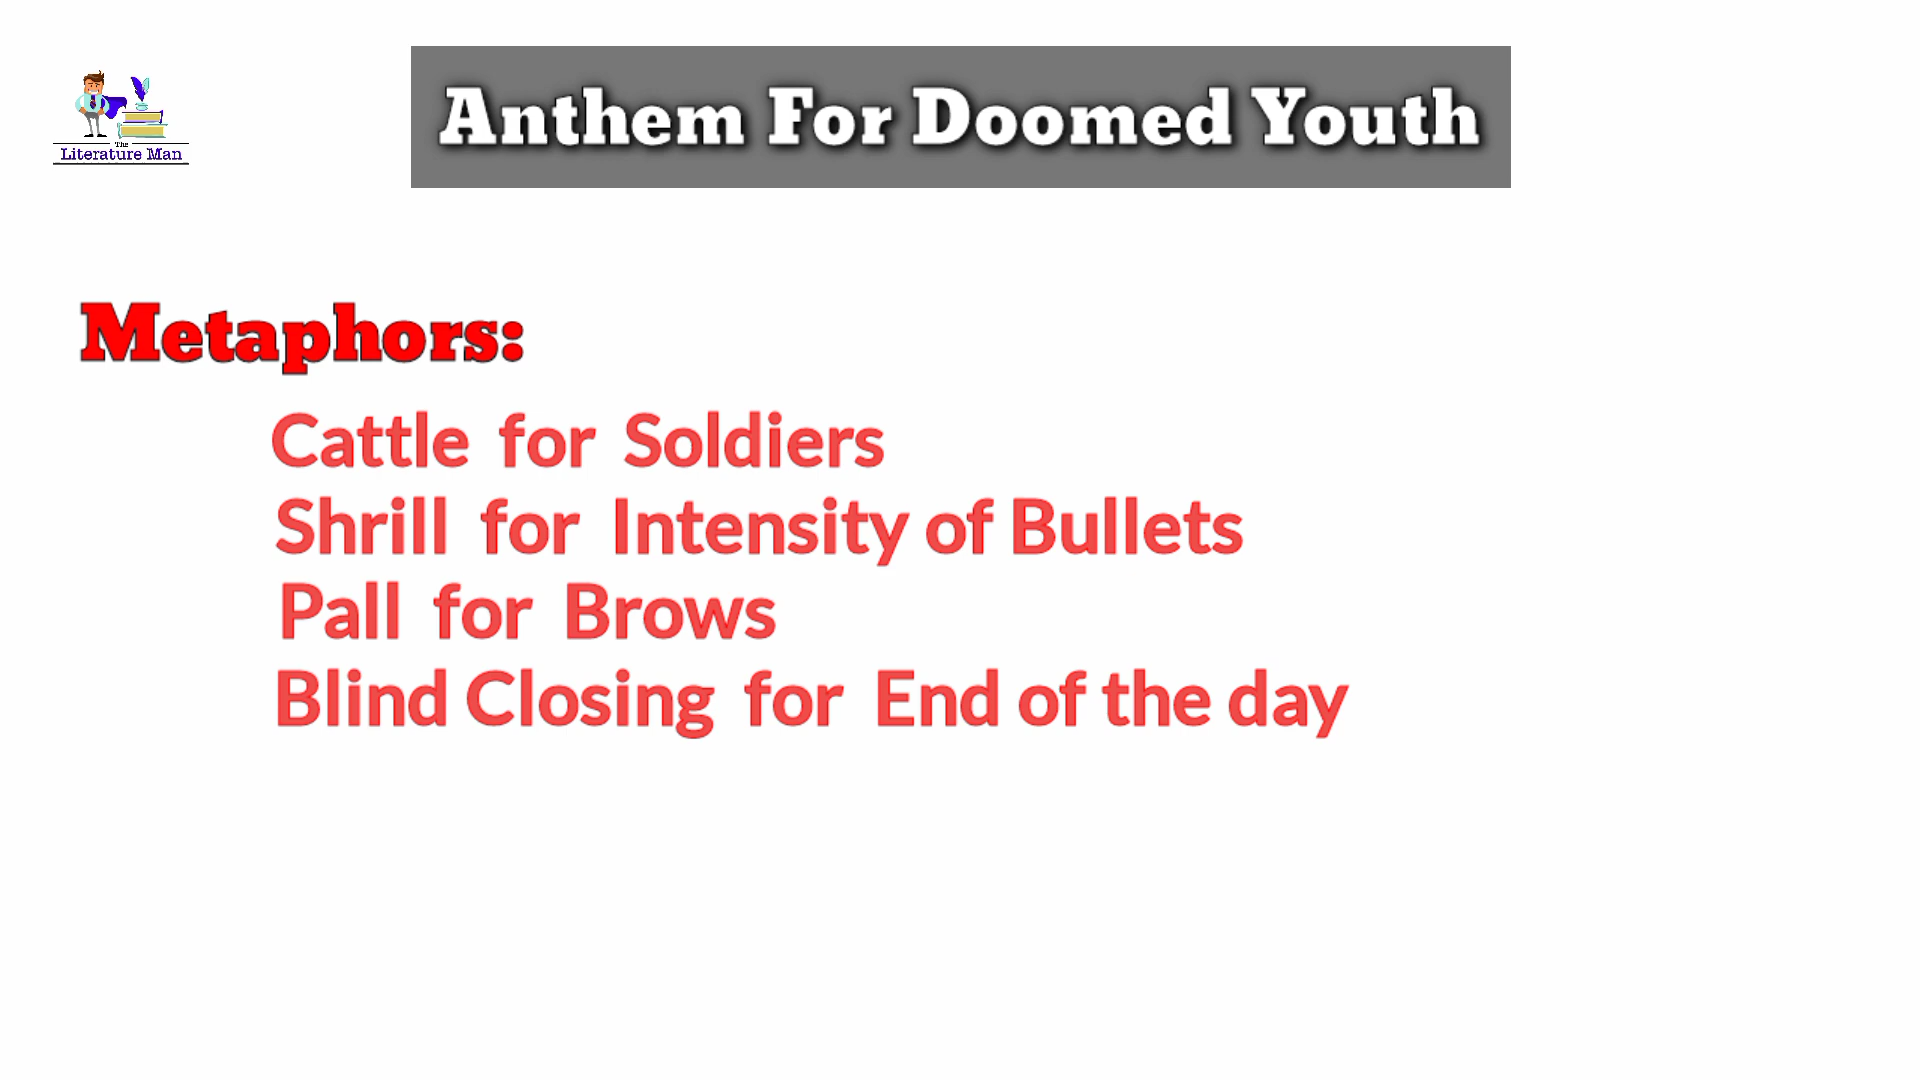 Anthem For Doomed Youth
The
Literature Man
Metaphors:
Cattle for Soldiers
Shrill for Intensity of Bullets
Pall for Brows
Blind Closing for End of the day